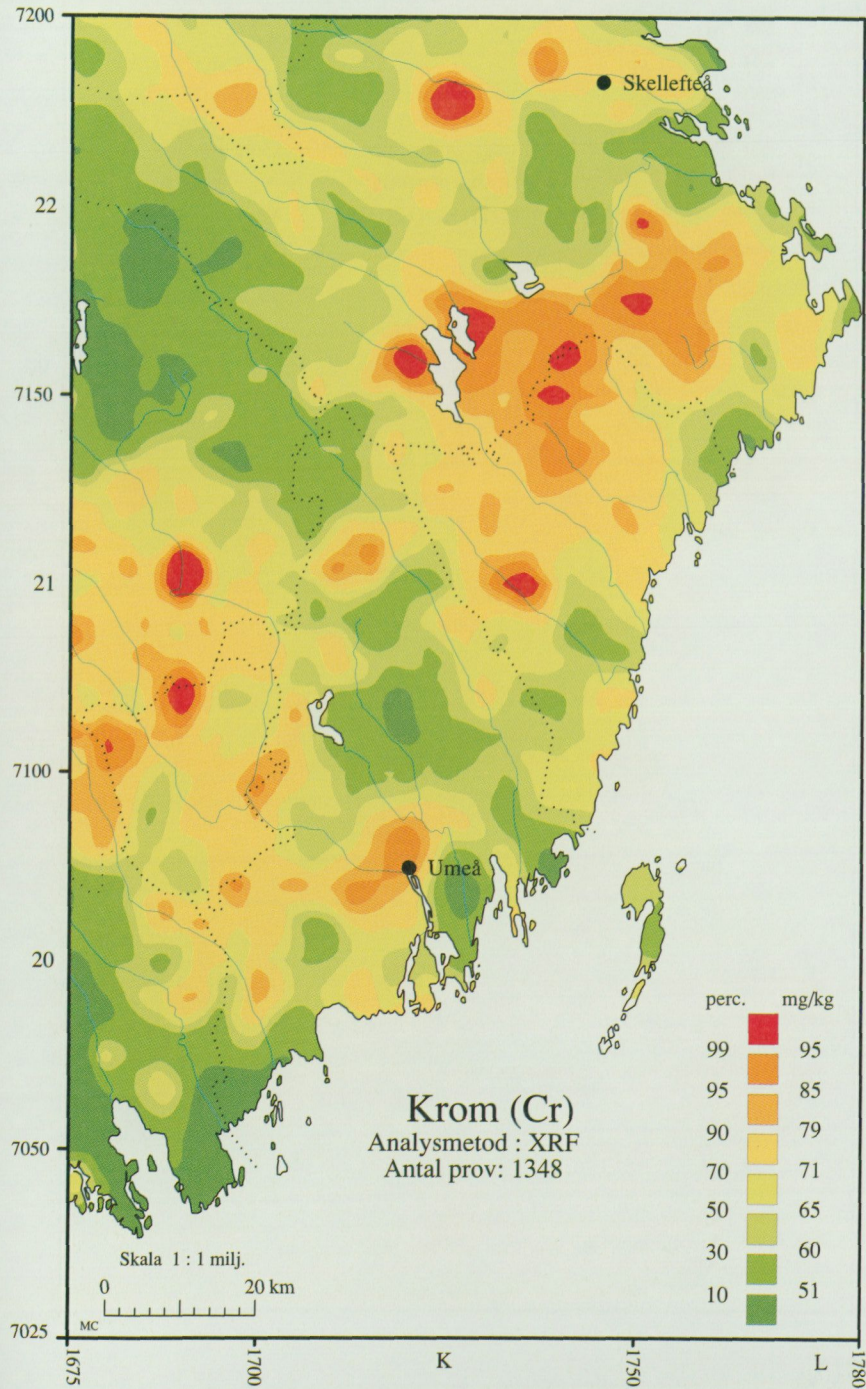 7200
Skellefteå
22
7150
21
7100
Umeå
20
perc. mg/kg
99 95
95 85
90 79
70 71
50 65
30 60
10 51
Krom (Cr)
Analysmetod : XRF
Antal prov: 1348
7050
Skala 1 : 1 milj.
0 20 km
MC
7025
1675 1700 K 1750 L 1780